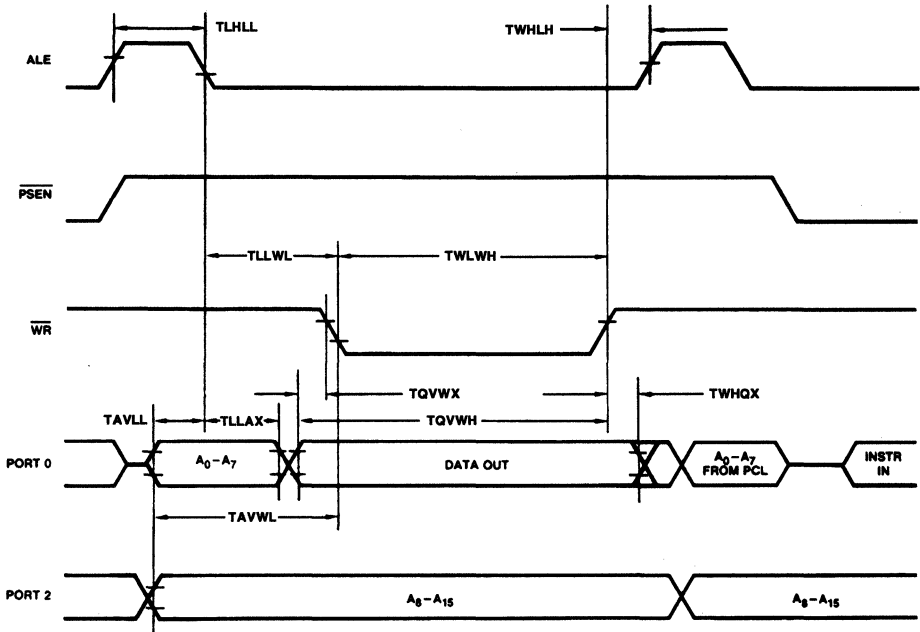 TLHLL
TWHLH
ALE
PSEN
TLLWL
TWLWH
WR
TQVWX
TWHQX
TAVLL
TLLAX
TQVWH
PORT 0
A0–A7
DATA OUT
A0–A7
FROM PCL
INSTR
IN
TAVWL
PORT 2
A8–A15
A8–A15